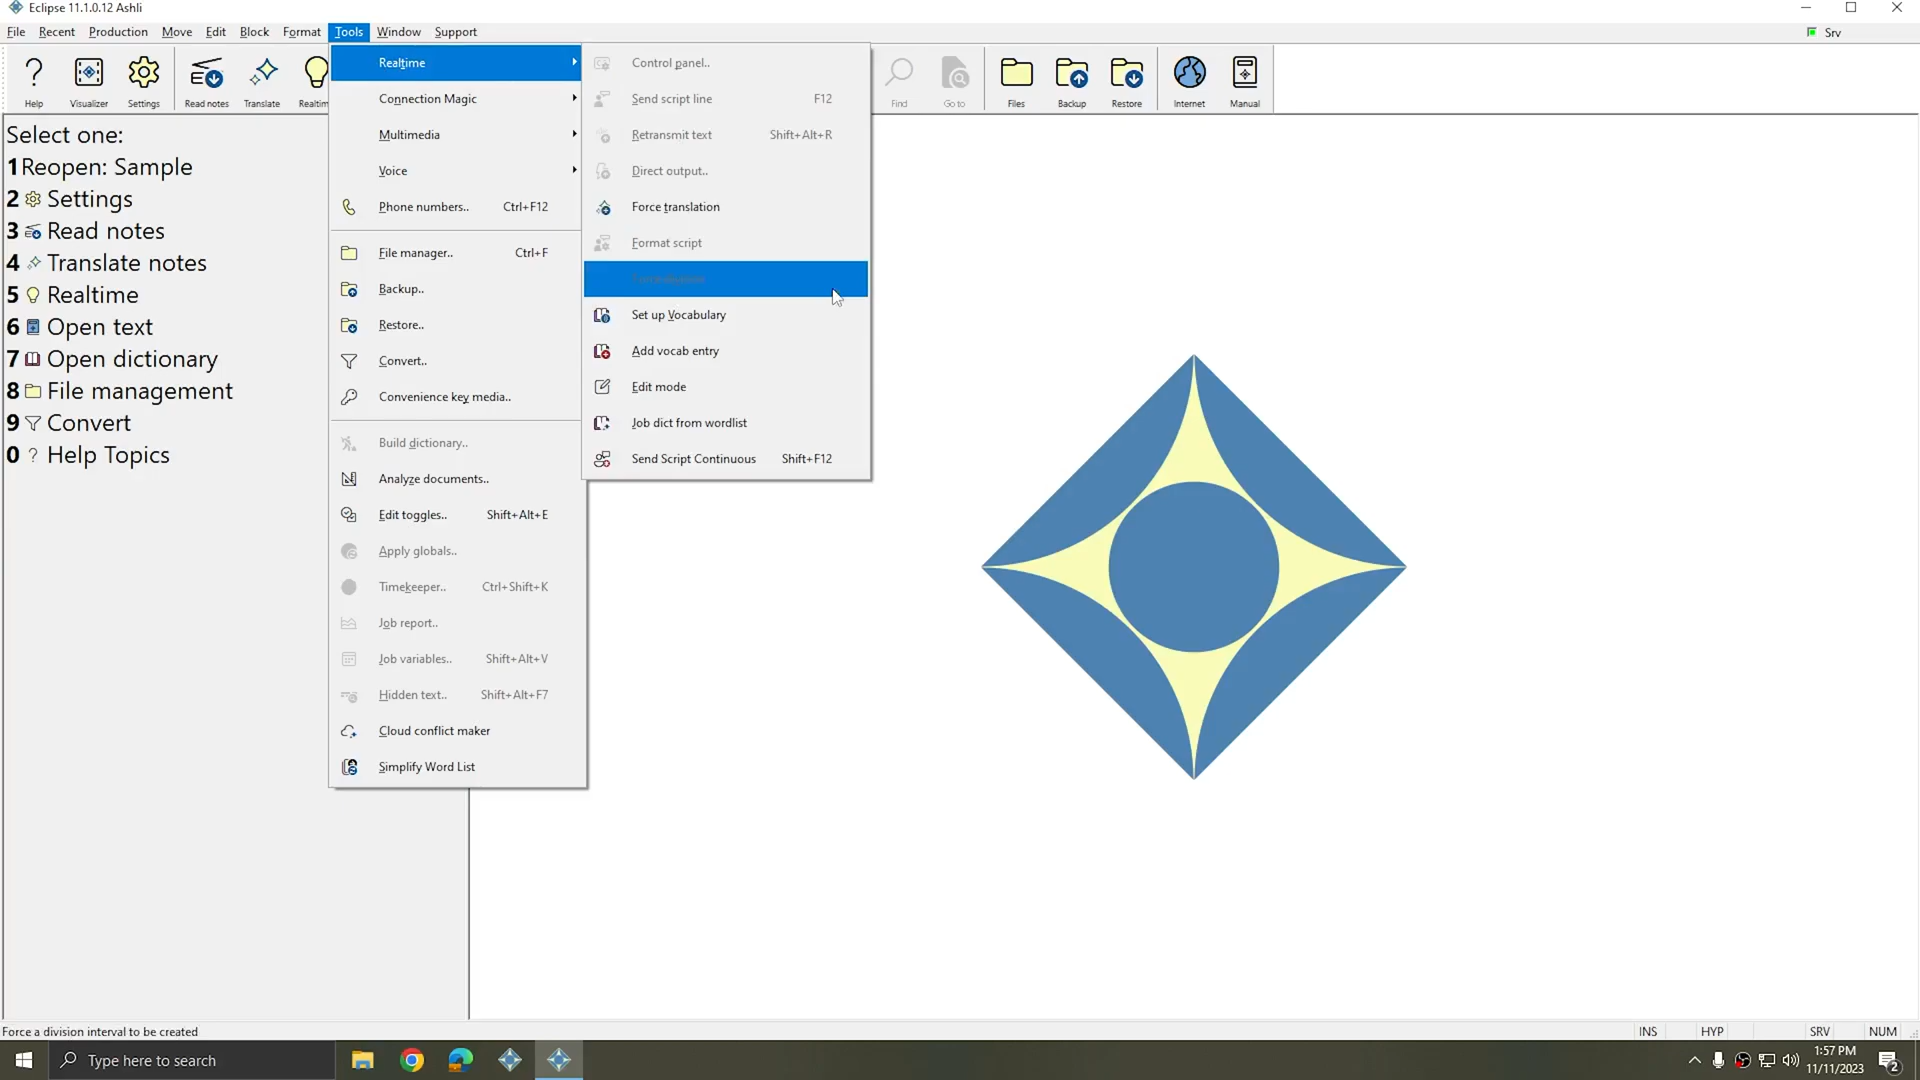 Eclipse 11.1.0.12 Ashli
File Recent Production Move Edit Block Format Tools Window Support Srv
Help Visualizer Settings Read notes Translate Realtim Find Go to Files Backup Restore Internet Manual
Select one:
1Reopen: Sample
2 Settings
3 Read notes
4 Translate notes
5 Realtime
6 Open text
7 Open dictionary
8 File management
9 Convert
0 ? Help Topics
Realtime
Connection Magic
Multimedia
Voice
Phone numbers.. Ctrl+F12
File manager.. Ctrl+F
Backup..
Restore..
Convert..
Convenience key media..
Build dictionary..
Analyze documents..
Edit toggles.. Shift+Alt+E
Apply globals..
Timekeeper.. Ctrl+Shift+K
Job report..
Job variables.. Shift+Alt+V
Hidden text.. Shift+Alt+F7
Cloud conflict maker
Simplify Word List
Control panel..
Send script line F12
Retransmit text Shift+Alt+R
Direct output..
Force translation
Format script
Set up Vocabulary
Add vocab entry
Edit mode
Job dict from wordlist
Send Script Continuous Shift+F12
Force a division interval to be created
INS HYP SRV NUM
Type here to search
1:57 PM
11/11/2023
2